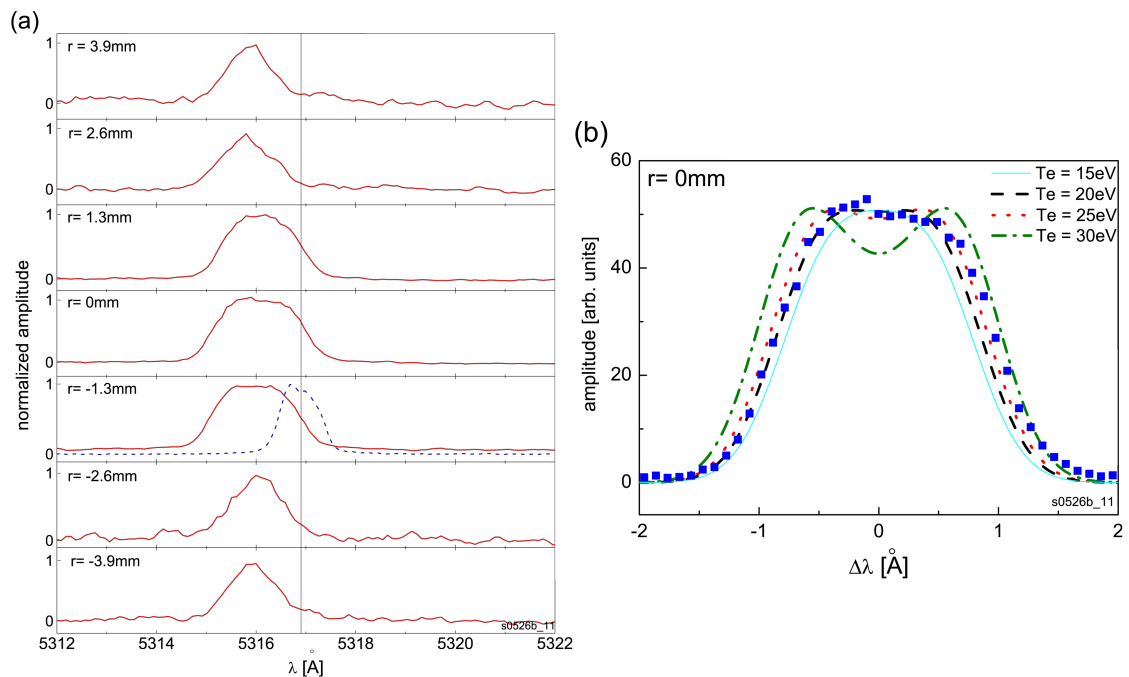 (a)
1
r = 3.9mm
0
1
r = 2.6mm
0
1
r = 1.3mm
0
1
r = 0mm
0
1
r= -1.3mm
0
1
r= -2.6mm
0
1
r= -3.9mm
0
s0526b_11
5312 5314 5316 5318 5320 5322
λ [Å]
normalized amplitude
(b)
60
40
20
0
r= 0mm
Te = 15eV
Te = 20eV
Te = 25eV
Te = 30eV
s0526b_11
-2 -1 0 1 2
Δλ [Å]
amplitude [arb. units]